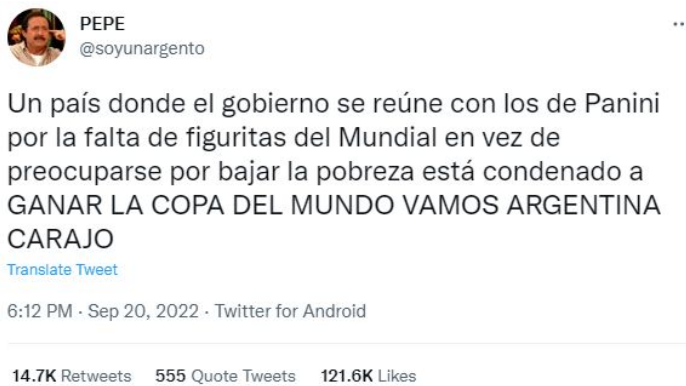 PEPE
@soyunargento
Un país donde el gobierno se reúne con los de Panini
por la falta de figuritas del Mundial en vez de
preocuparse por bajar la pobreza está condenado a
GANAR LA COPA DEL MUNDO VAMOS ARGENTINA
CARAJO
Translate Tweet
6:12 PM · Sep 20, 2022 · Twitter for Android
14.7K Retweets 555 Quote Tweets 121.6K Likes